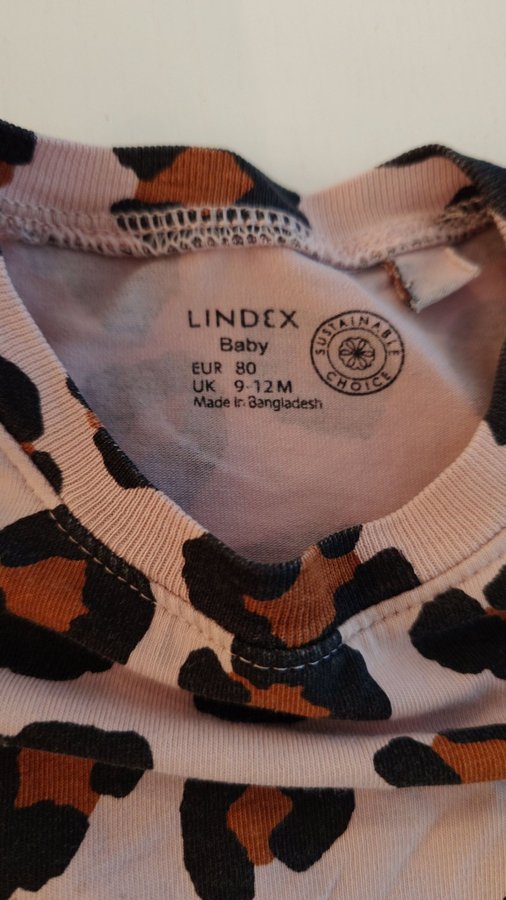 LINDEX
Baby
EUR 80
UK 9-12M
Made in Bangladesh
SUSTAINABLE
CHOICE